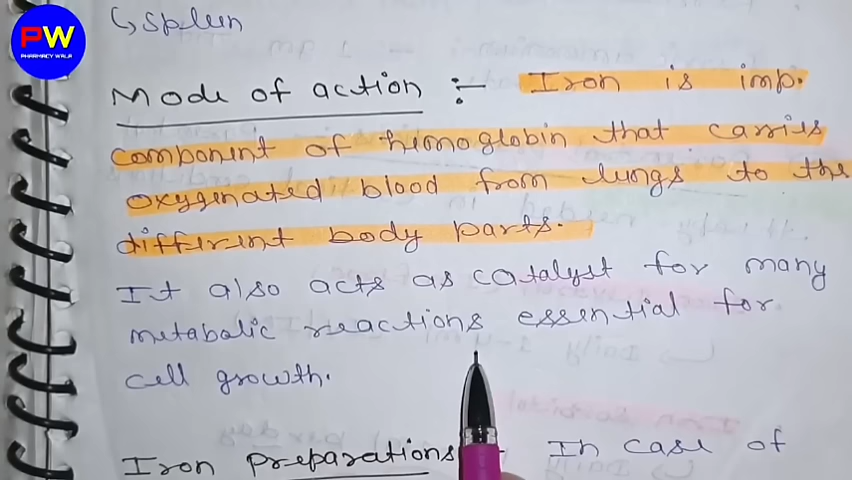 PW
PHARMACY WALA
↳ Spleen
Mode of action :- Iron is imp.
component of hemoglobin that carries
oxygenated blood from lungs to the
different body parts.
It also acts as catalyst for many
metabolic reactions essential for
cell growth.
Iron preparations - In case of